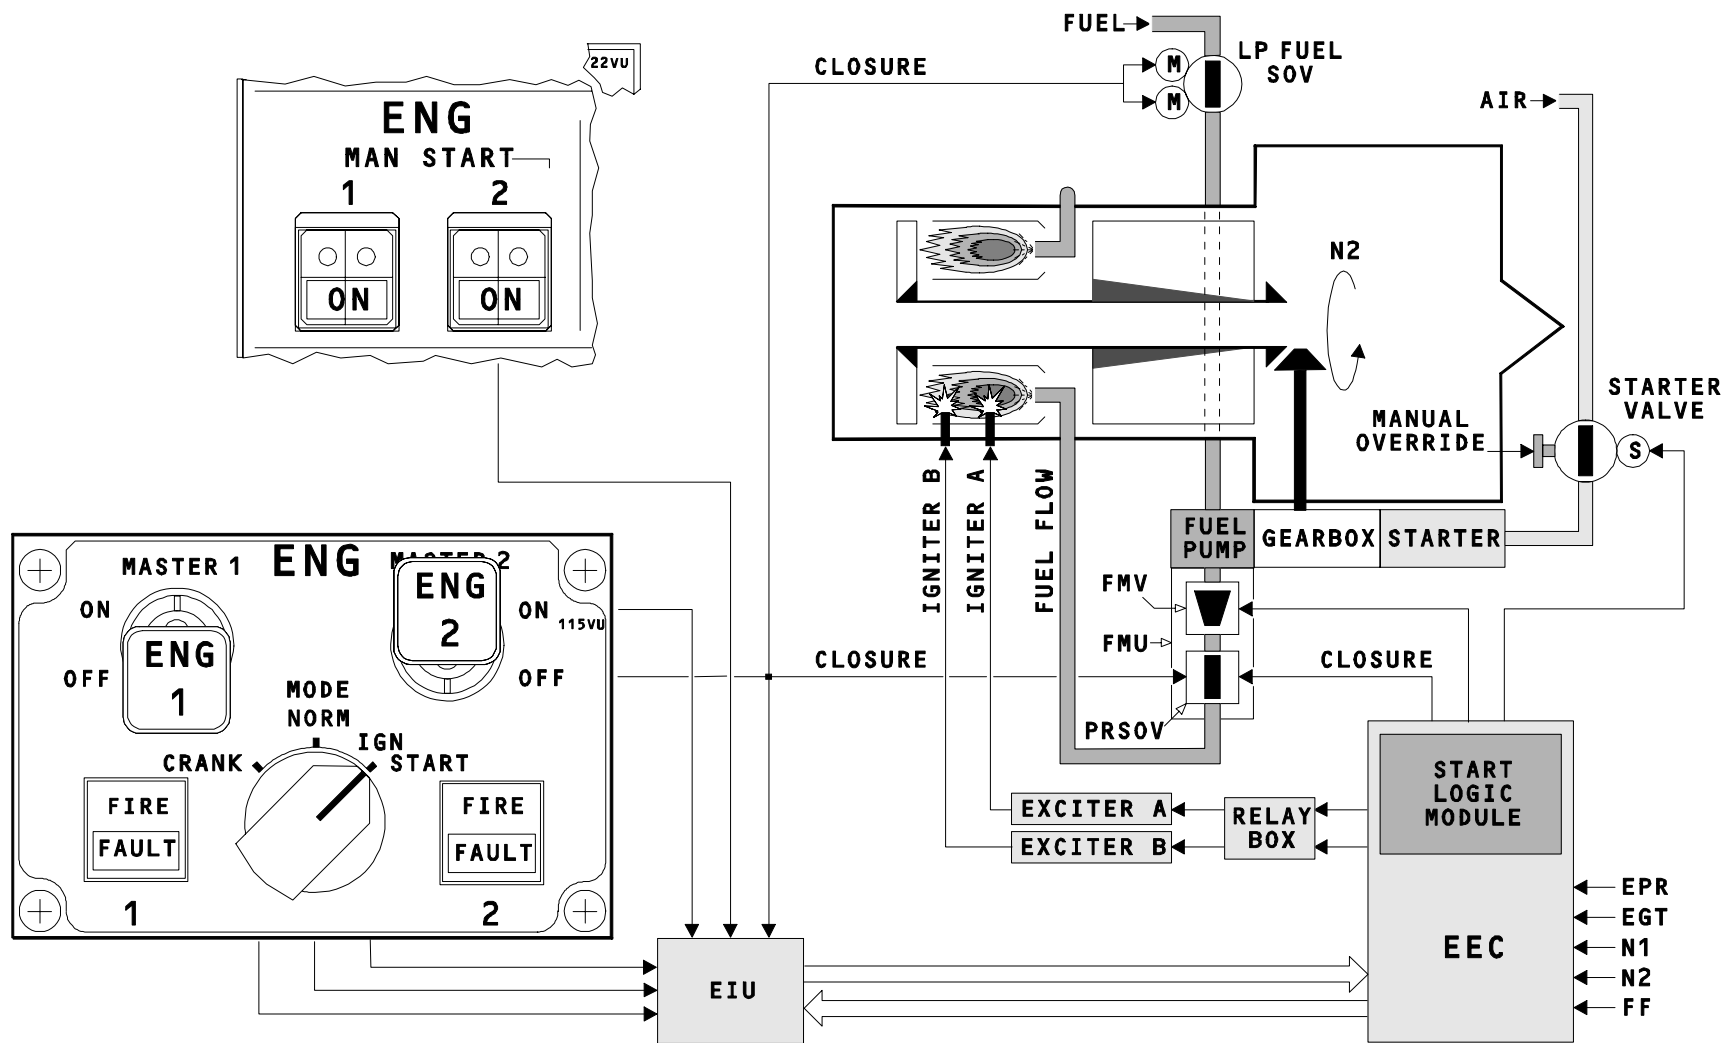 22VU
ENG
MAN START
1 2
ON ON
FUEL
LP FUEL
SOV
CLOSURE
M
M
AIR
N2
STARTER
VALVE
MANUAL
OVERRIDE
S
IGNITER B
IGNITER A
FUEL FLOW
FUEL
PUMP
GEARBOX
STARTER
FMV
FMU
CLOSURE
CLOSURE
PRSOV
MASTER 1
ENG
MASTER 2
ON
OFF
ENG
1
ENG
2
ON
115VU
OFF
MODE
NORM
CRANK
IGN
START
FIRE
FAULT
FIRE
FAULT
1 2
EXCITER A
EXCITER B
RELAY
BOX
START
LOGIC
MODULE
EEC
EPR
EGT
N1
N2
FF
EIU